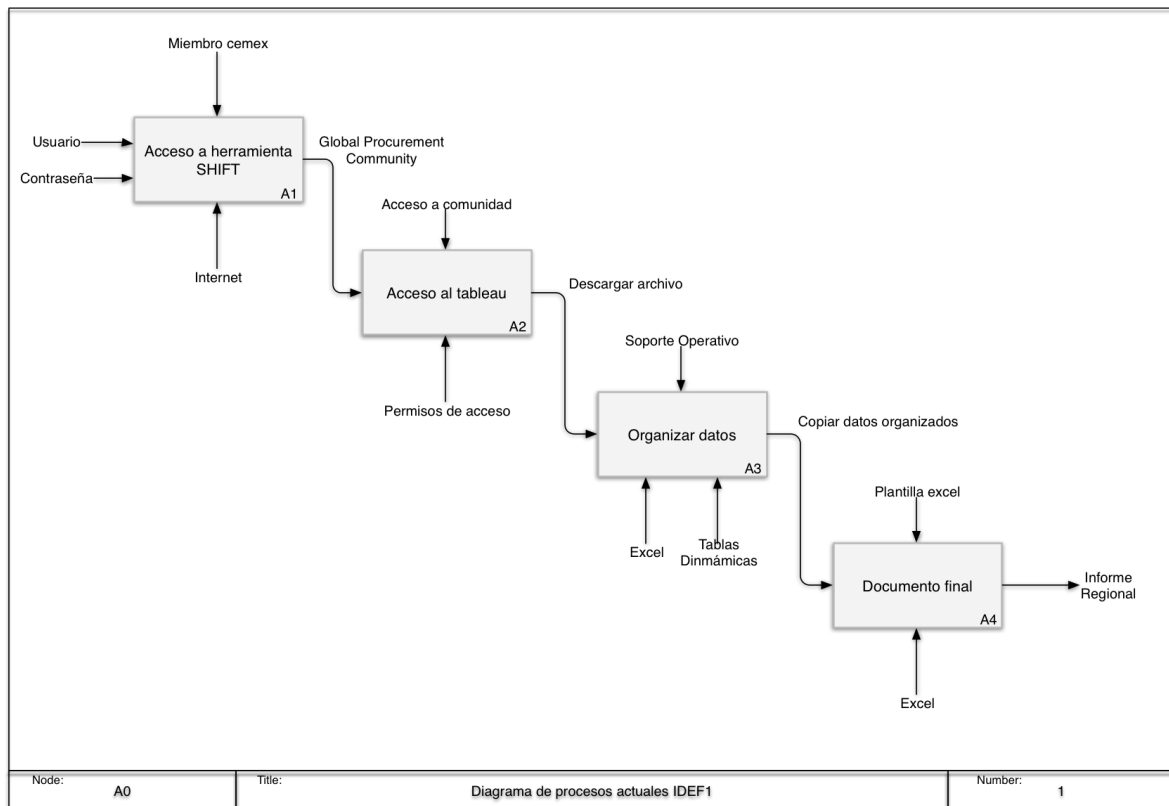 Miembro cemex
Usuario
Contraseña
Acceso a herramienta
SHIFT
A1
Internet
Global Procurement
Community
Acceso a comunidad
Acceso al tableau
A2
Permisos de acceso
Descargar archivo
Soporte Operativo
Organizar datos
A3
Excel
Tablas
Dinmámicas
Copiar datos organizados
Plantilla excel
Documento final
A4
Excel
Informe
Regional
Node:
A0
Title:
Diagrama de procesos actuales IDEF1
Number:
1